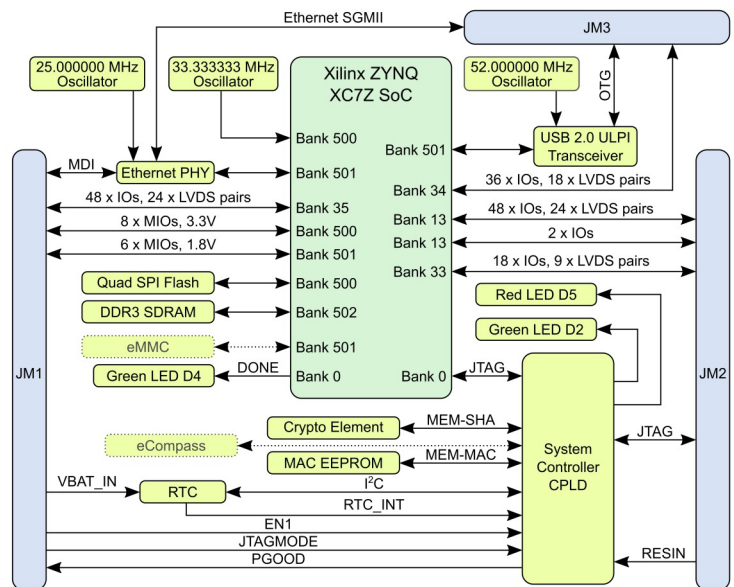 Ethernet SGMII
JM3
25.000000 MHz
Oscillator
33.333333 MHz
Oscillator
Xilinx ZYNQ
XC7Z SoC
52.000000 MHz
Oscillator
OTG
USB 2.0 ULPI
Transceiver
Bank 500
Bank 501
MDI
Ethernet PHY
Bank 501
36 x IOs, 18 x LVDS pairs
Bank 34
48 x IOs, 24 x LVDS pairs
Bank 35
48 x IOs, 24 x LVDS pairs
Bank 13
8 x MIOs, 3.3V
Bank 500
2 x IOs
Bank 13
6 x MIOs, 1.8V
Bank 501
18 x IOs, 9 x LVDS pairs
Bank 33
Quad SPI Flash
Bank 500
Red LED D5
DDR3 SDRAM
Bank 502
Green LED D2
eMMC
Bank 501
JM1
Green LED D4
DONE
Bank 0
Bank 0
JTAG
JM2
Crypto Element
MEM-SHA
eCompass
MAC EEPROM
MEM-MAC
System
Controller
CPLD
JTAG
VBAT_IN
RTC
I²C
RTC_INT
EN1
JTAGMODE
PGOOD
RESIN